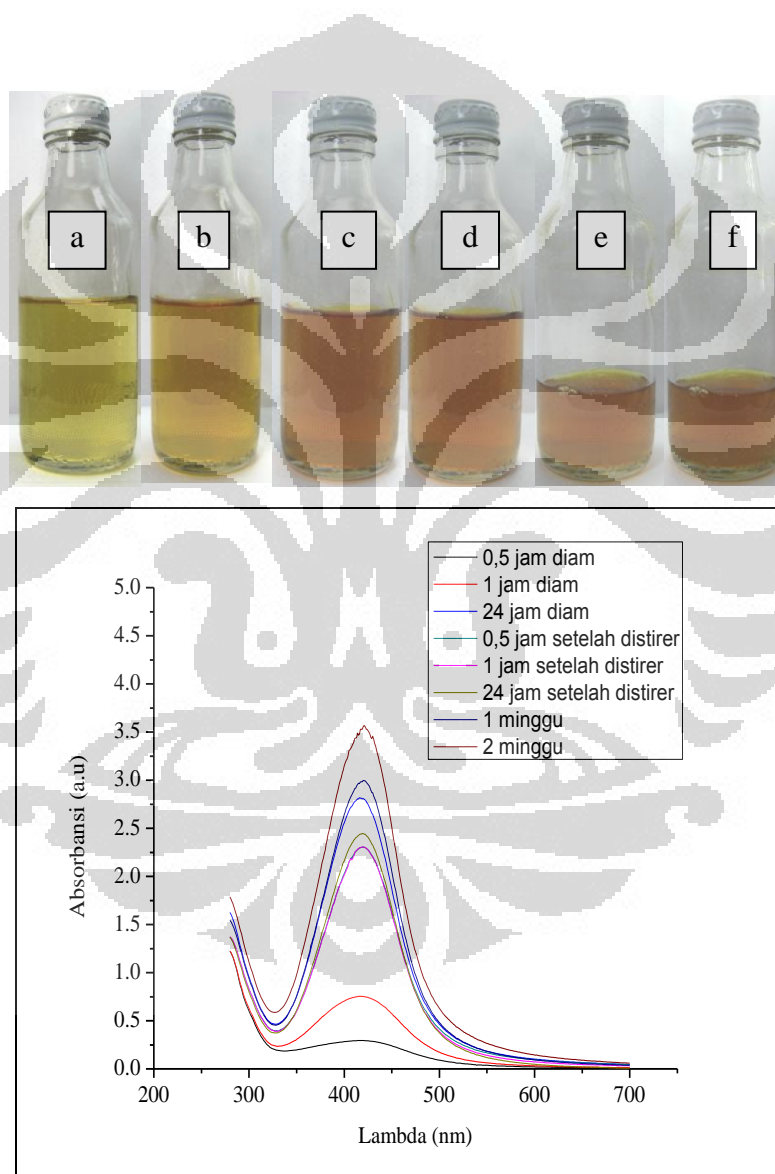 a b c d e f
0,5 jam diam
1 jam diam
24 jam diam
0,5 jam setelah distirer
1 jam setelah distirer
24 jam setelah distirer
1 minggu
2 minggu
5.0
4.5
4.0
3.5
3.0
2.5
2.0
1.5
1.0
0.5
0.0
Absorbansi (a.u)
200 300 400 500 600 700
Lambda (nm)